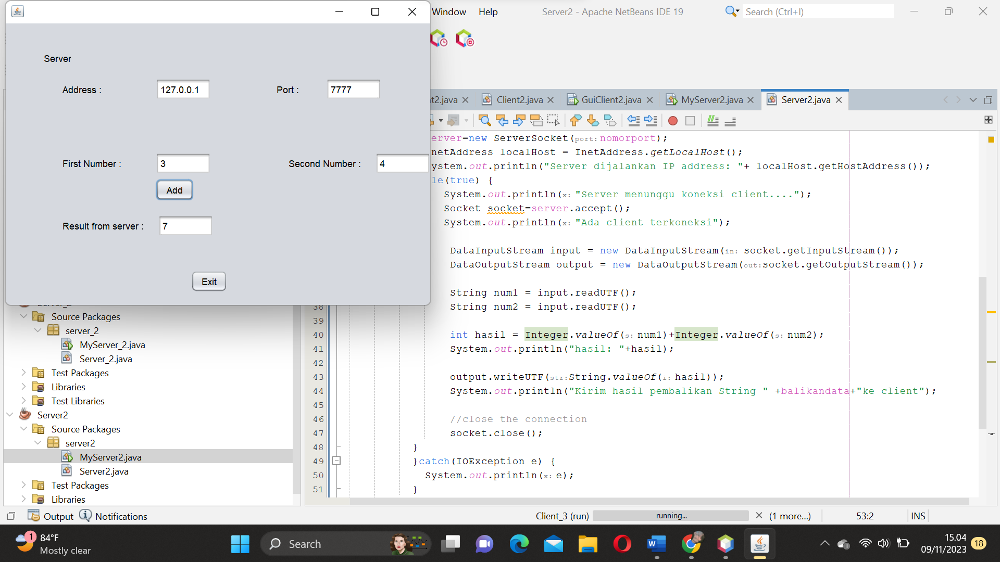 Window Help Server2 - Apache NetBeans IDE 19 Search (Ctrl+I)
Server
Address : 127.0.0.1 Port : 7777
First Number : 3 Second Number : 4
Add
Result from server : 7
Exit
t2.java Client2.java GuiClient2.java MyServer2.java Server2.java
erver=new ServerSocket(port: nomorport);
netAddress localHost = InetAddress.getLocalHost();
ystem.out.println("Server dijalankan IP address: "+ localHost.getHostAddress());
le(true) {
System.out.println(x: "Server menunggu koneksi client....");
Socket socket=server.accept();
System.out.println(x: "Ada client terkoneksi");
DataInputStream input = new DataInputStream(in: socket.getInputStream());
DataOutputStream output = new DataOutputStream(out: socket.getOutputStream());
String num1 = input.readUTF();
38 String num2 = input.readUTF();
39
40 int hasil = Integer.valueOf(s: num1)+Integer.valueOf(s: num2);
41 System.out.println("hasil: "+hasil);
42
43 output.writeUTF(str: String.valueOf(i: hasil));
44 System.out.println("Kirim hasil pembalikan String " +balikandata+"ke client");
45
46 //close the connection
47 socket.close();
48 }
49 }catch(IOException e) {
50 System.out.println(x: e);
51 }
Source Packages
server_2
MyServer_2.java
Server_2.java
Test Packages
Libraries
Test Libraries
Server2
Source Packages
server2
MyServer2.java
Server2.java
Test Packages
Libraries
Output Notifications Client_3 (run) running... (1 more...) 53:2 INS
1 84°F
Mostly clear
Search
15.04
09/11/2023 18